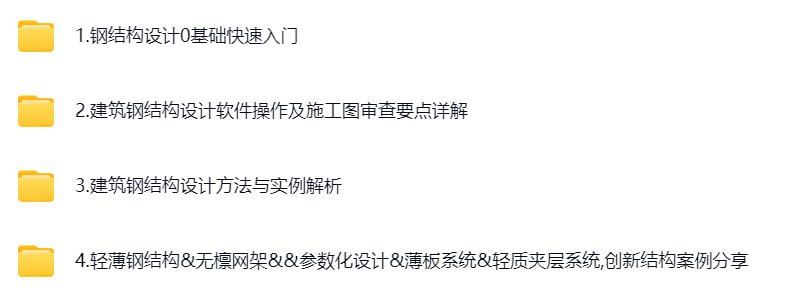 1.钢结构设计0基础快速入门
2.建筑钢结构设计软件操作及施工图审查要点详解
3.建筑钢结构设计方法与实例解析
4.轻薄钢结构&无檩网架&&参数化设计&薄板系统&轻质夹层系统,创新结构案例分享